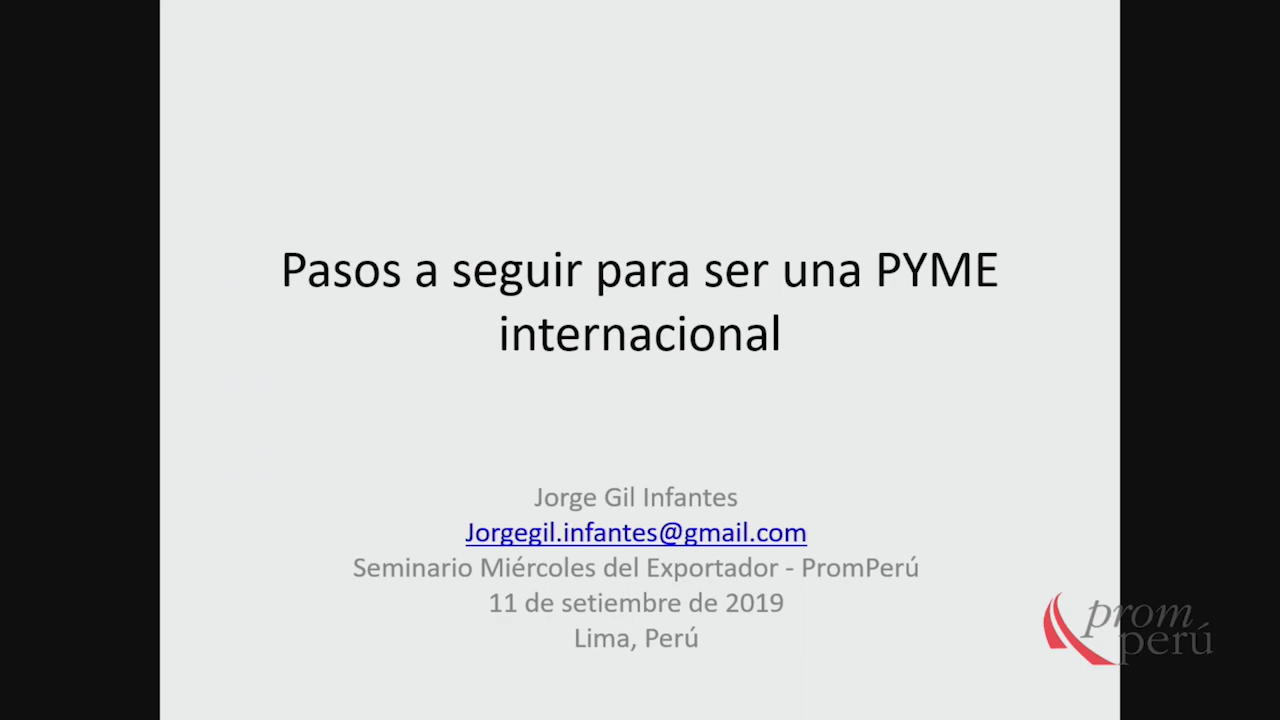 Pasos a seguir para ser una PYME
internacional
Jorge Gil Infantes
Jorgegil.infantes@gmail.com
Seminario Miércoles del Exportador - PromPerú
11 de setiembre de 2019
Lima, Perú
prom
perú